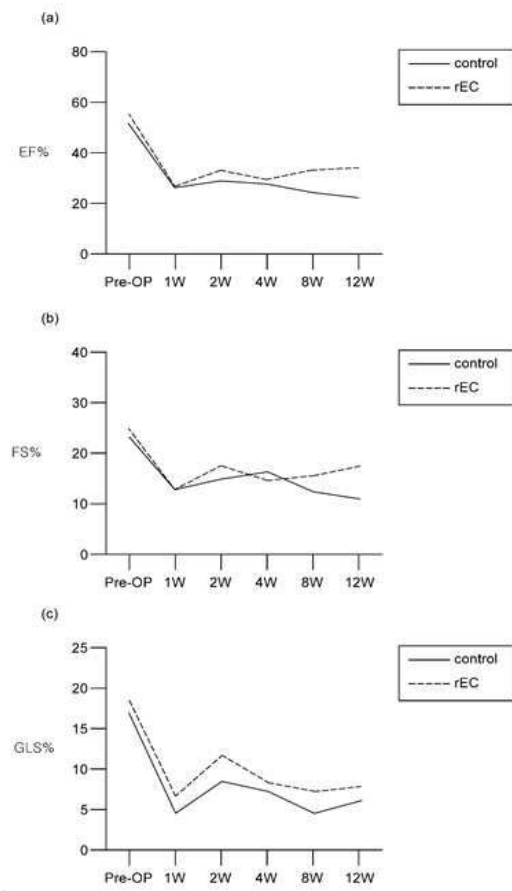 (a)
80
60
40
20
0
EF%
Pre-OP 1W 2W 4W 8W 12W
control
rEC
(b)
40
30
20
10
0
FS%
Pre-OP 1W 2W 4W 8W 12W
control
rEC
(c)
25
20
15
10
5
0
GLS%
Pre-OP 1W 2W 4W 8W 12W
control
rEC